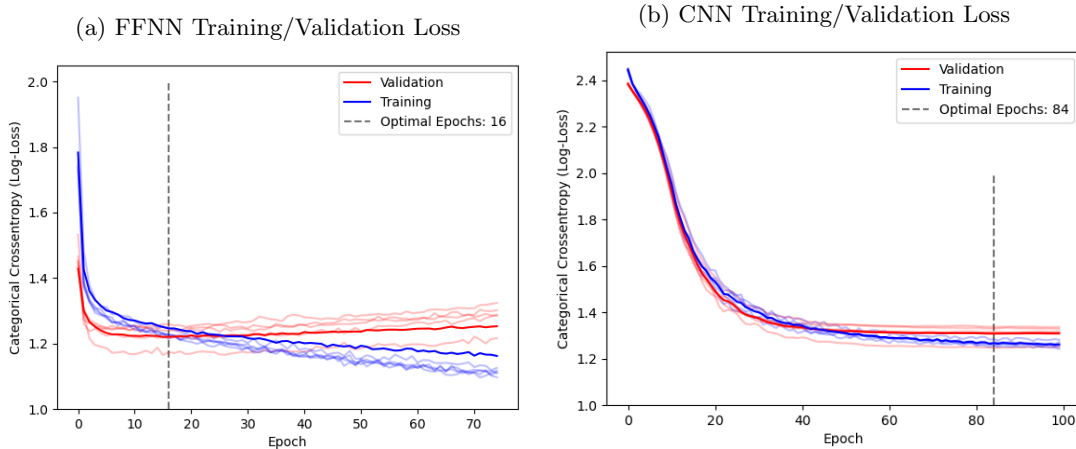 (a) FFNN Training/Validation Loss
2.0
1.8
1.6
1.4
1.2
1.0
0
10
20
30
40
50
60
70
Epoch
Categorical Crossentropy (Log-Loss)
Validation
Training
Optimal Epochs: 16
(b) CNN Training/Validation Loss
2.4
2.2
2.0
1.8
1.6
1.4
1.2
1.0
0
20
40
60
80
100
Epoch
Categorical Crossentropy (Log-Loss)
Validation
Training
Optimal Epochs: 84